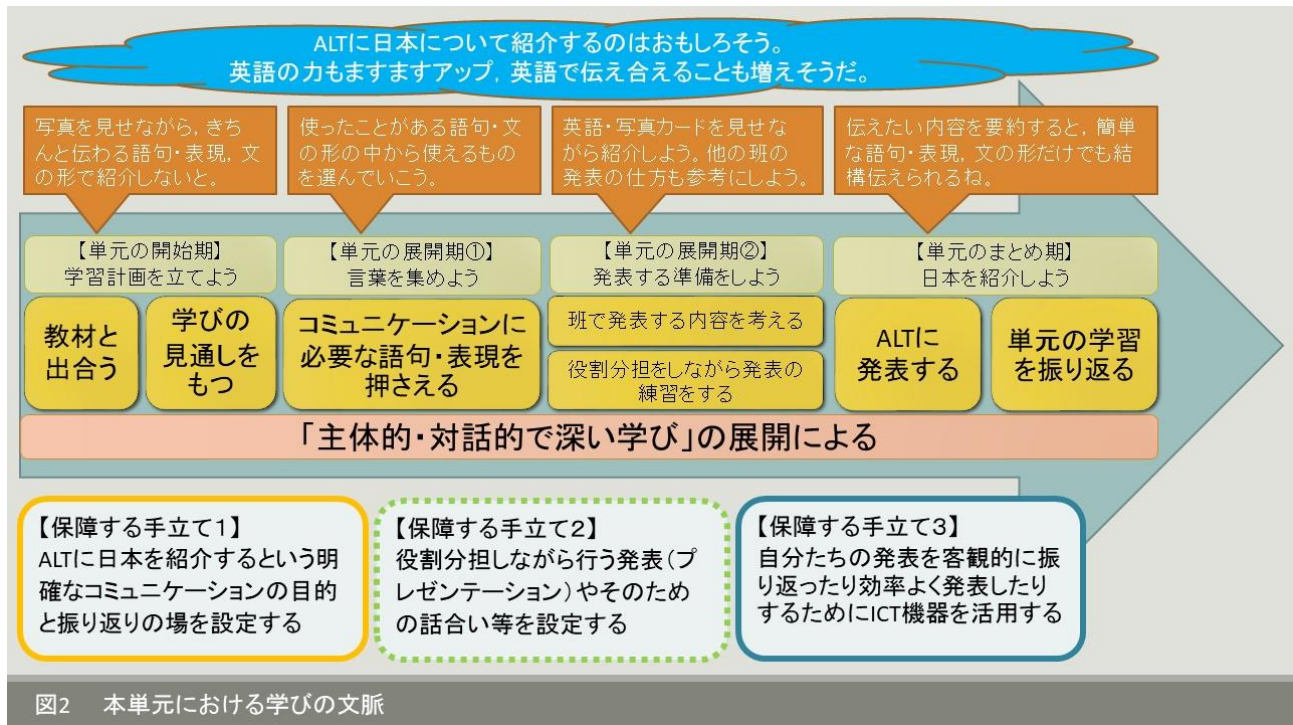 ALTに日本について紹介するのはおもしろそう。
英語の力もますますアップ，英語で伝え合えることも増えそうだ。
写真を見せながら，きち
んと伝わる語句・表現，文
の形で紹介しないと。
使ったことがある語句・文
の形の中から使えるもの
を選んでいこう。
英語・写真カードを見せな
がら紹介しよう。他の班の
発表の仕方も参考にしよう。
伝えたい内容を要約すると，簡単
な語句・表現，文の形だけでも結
構伝えられるね。
【単元の開始期】
学習計画を立てよう
【単元の展開期①】
言葉を集めよう
【単元の展開期②】
発表する準備をしよう
【単元のまとめ期】
日本を紹介しよう
教材と
出合う
学びの
見通しを
もつ
コミュニケーションに
必要な語句・表現を
押さえる
班で発表する内容を考える
役割分担をしながら発表の
練習をする
ALTに
発表する
単元の学習
を振り返る
「主体的・対話的で深い学び」の展開による
【保障する手立て１】
ALTに日本を紹介するという明
確なコミュニケーションの目的
と振り返りの場を設定する
【保障する手立て２】
役割分担しながら行う発表（プ
レゼンテーション）やそのため
の話合い等を設定する
【保障する手立て３】
自分たちの発表を客観的に振
り返ったり効率よく発表したり
するためにICT機器を活用する
図2　本単元における学びの文脈